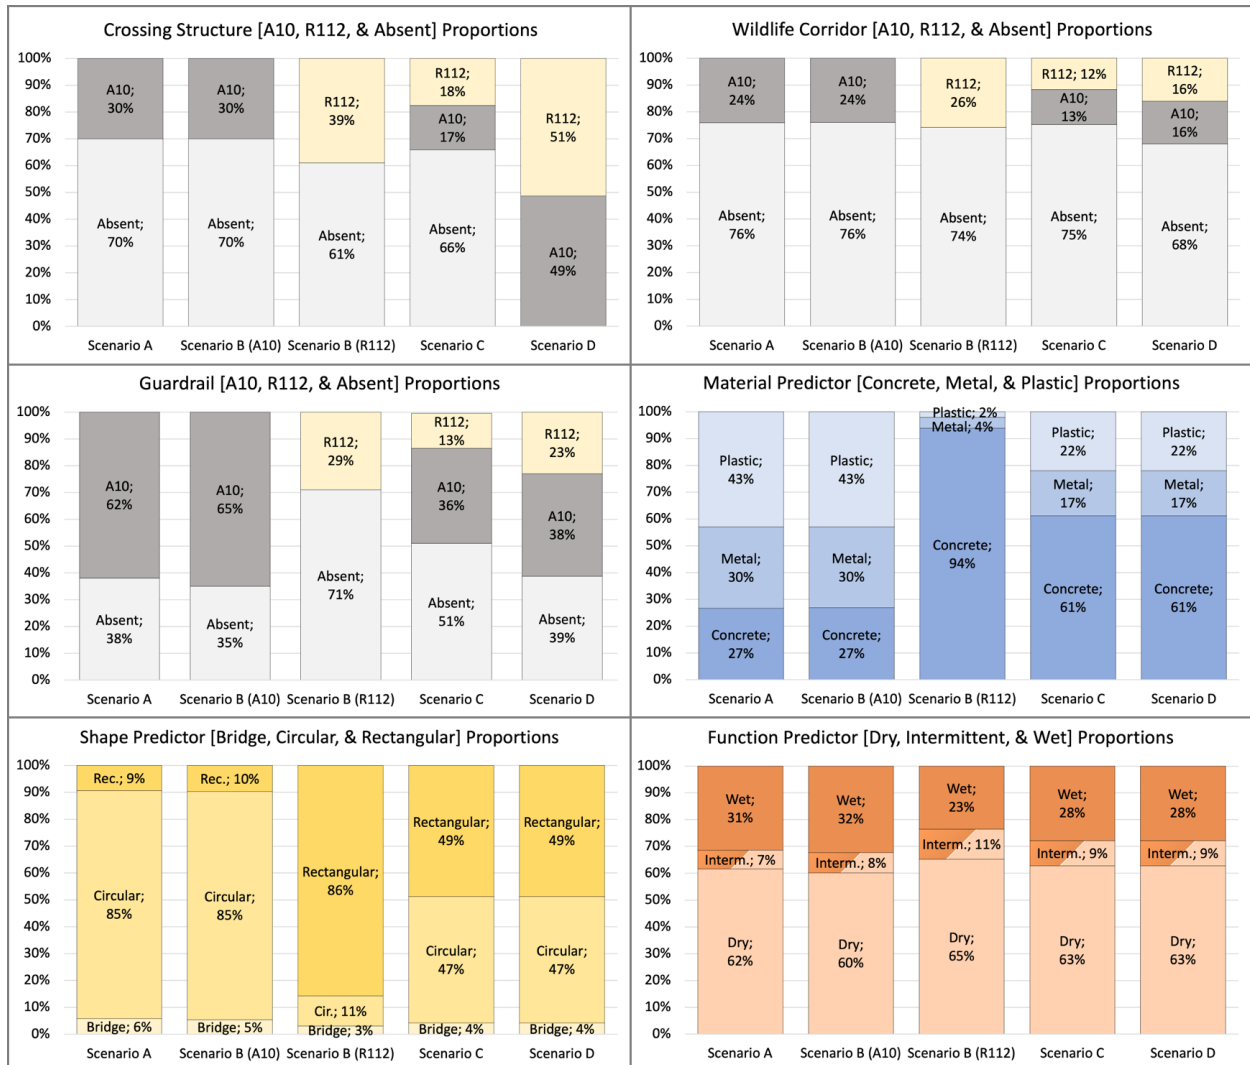 Crossing Structure [A10, R112, & Absent] Proportions
100%
90%
80%
70%
60%
50%
40%
30%
20%
10%
0%
A10;
30%
Absent;
70%
A10;
30%
Absent;
70%
R112;
39%
Absent;
61%
R112;
18%
A10;
17%
Absent;
66%
R112;
51%
A10;
49%
Scenario A
Scenario B (A10)
Scenario B (R112)
Scenario C
Scenario D
Wildlife Corridor [A10, R112, & Absent] Proportions
100%
90%
80%
70%
60%
50%
40%
30%
20%
10%
0%
A10;
24%
Absent;
76%
A10;
24%
Absent;
76%
R112;
26%
Absent;
74%
R112; 12%
A10;
13%
Absent;
75%
R112;
16%
A10;
16%
Absent;
68%
Scenario A
Scenario B (A10)
Scenario B (R112)
Scenario C
Scenario D
Guardrail [A10, R112, & Absent] Proportions
100%
90%
80%
70%
60%
50%
40%
30%
20%
10%
0%
A10;
62%
Absent;
38%
A10;
65%
Absent;
35%
R112;
29%
Absent;
71%
R112;
13%
A10;
36%
Absent;
51%
R112;
23%
A10;
38%
Absent;
39%
Scenario A
Scenario B (A10)
Scenario B (R112)
Scenario C
Scenario D
Material Predictor [Concrete, Metal, & Plastic] Proportions
100%
90%
80%
70%
60%
50%
40%
30%
20%
10%
0%
Plastic;
43%
Metal;
30%
Concrete;
27%
Plastic;
43%
Metal;
30%
Concrete;
27%
Plastic; 2%
Metal; 4%
Concrete;
94%
Plastic;
22%
Metal;
17%
Concrete;
61%
Plastic;
22%
Metal;
17%
Concrete;
61%
Scenario A
Scenario B (A10)
Scenario B (R112)
Scenario C
Scenario D
Shape Predictor [Bridge, Circular, & Rectangular] Proportions
100%
90%
80%
70%
60%
50%
40%
30%
20%
10%
0%
Rec.; 9%
Circular;
85%
Bridge; 6%
Rec.; 10%
Circular;
85%
Bridge; 5%
Rectangular;
86%
Cir.; 11%
Bridge; 3%
Rectangular;
49%
Circular;
47%
Bridge; 4%
Rectangular;
49%
Circular;
47%
Bridge; 4%
Scenario A
Scenario B (A10)
Scenario B (R112)
Scenario C
Scenario D
Function Predictor [Dry, Intermittent, & Wet] Proportions
100%
90%
80%
70%
60%
50%
40%
30%
20%
10%
0%
Wet;
31%
Interm.; 7%
Dry;
62%
Wet;
32%
Interm.; 8%
Dry;
60%
Wet;
23%
Interm.; 11%
Dry;
65%
Wet;
28%
Interm.; 9%
Dry;
63%
Wet;
28%
Interm.; 9%
Dry;
63%
Scenario A
Scenario B (A10)
Scenario B (R112)
Scenario C
Scenario D